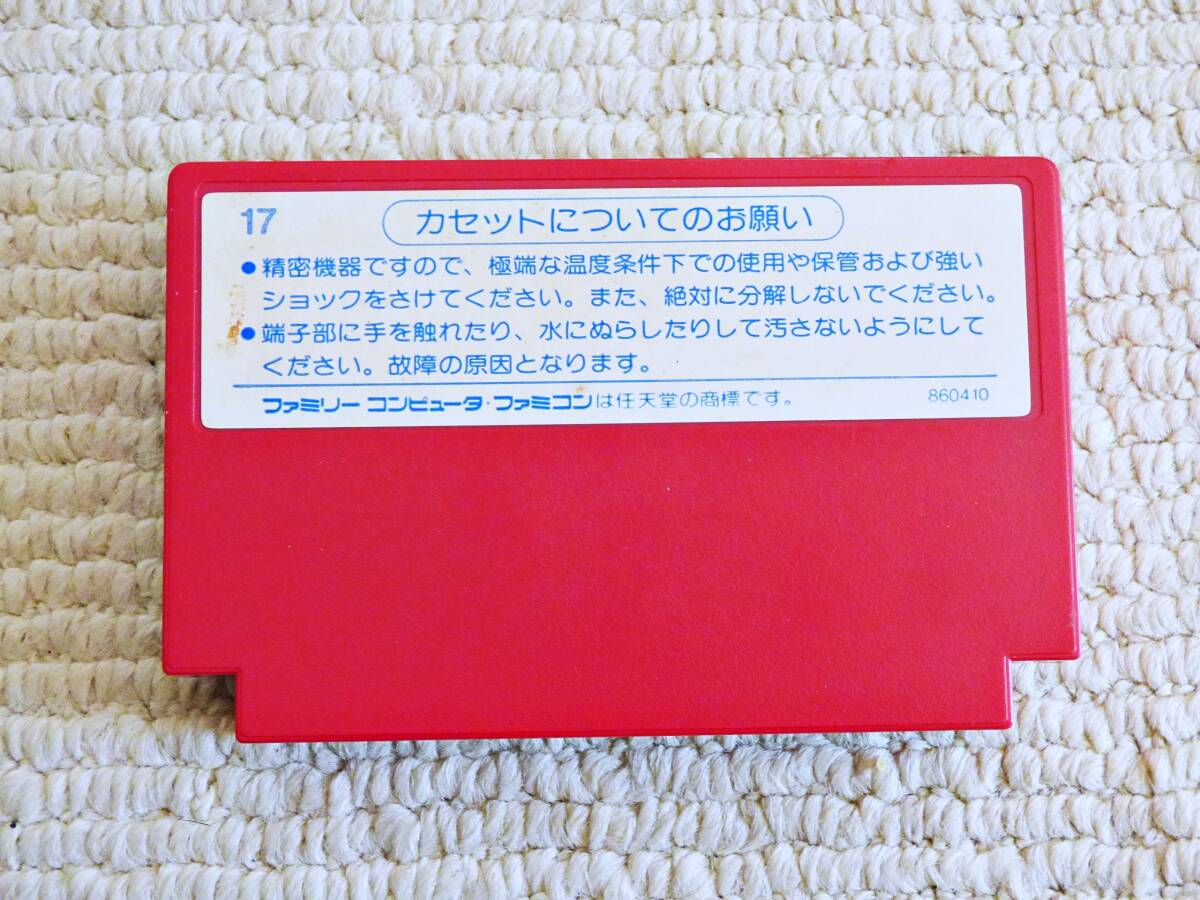 17
カセットについてのお願い
●精密機器ですので、極端な温度条件下での使用や保管および強い
ショックをさけてください。また、絶対に分解しないでください。
●端子部に手を触れたり、水にぬらしたりして汚さないようにして
ください。故障の原因となります。
ファミリー コンピュータ・ファミコンは任天堂の商標です。
860410